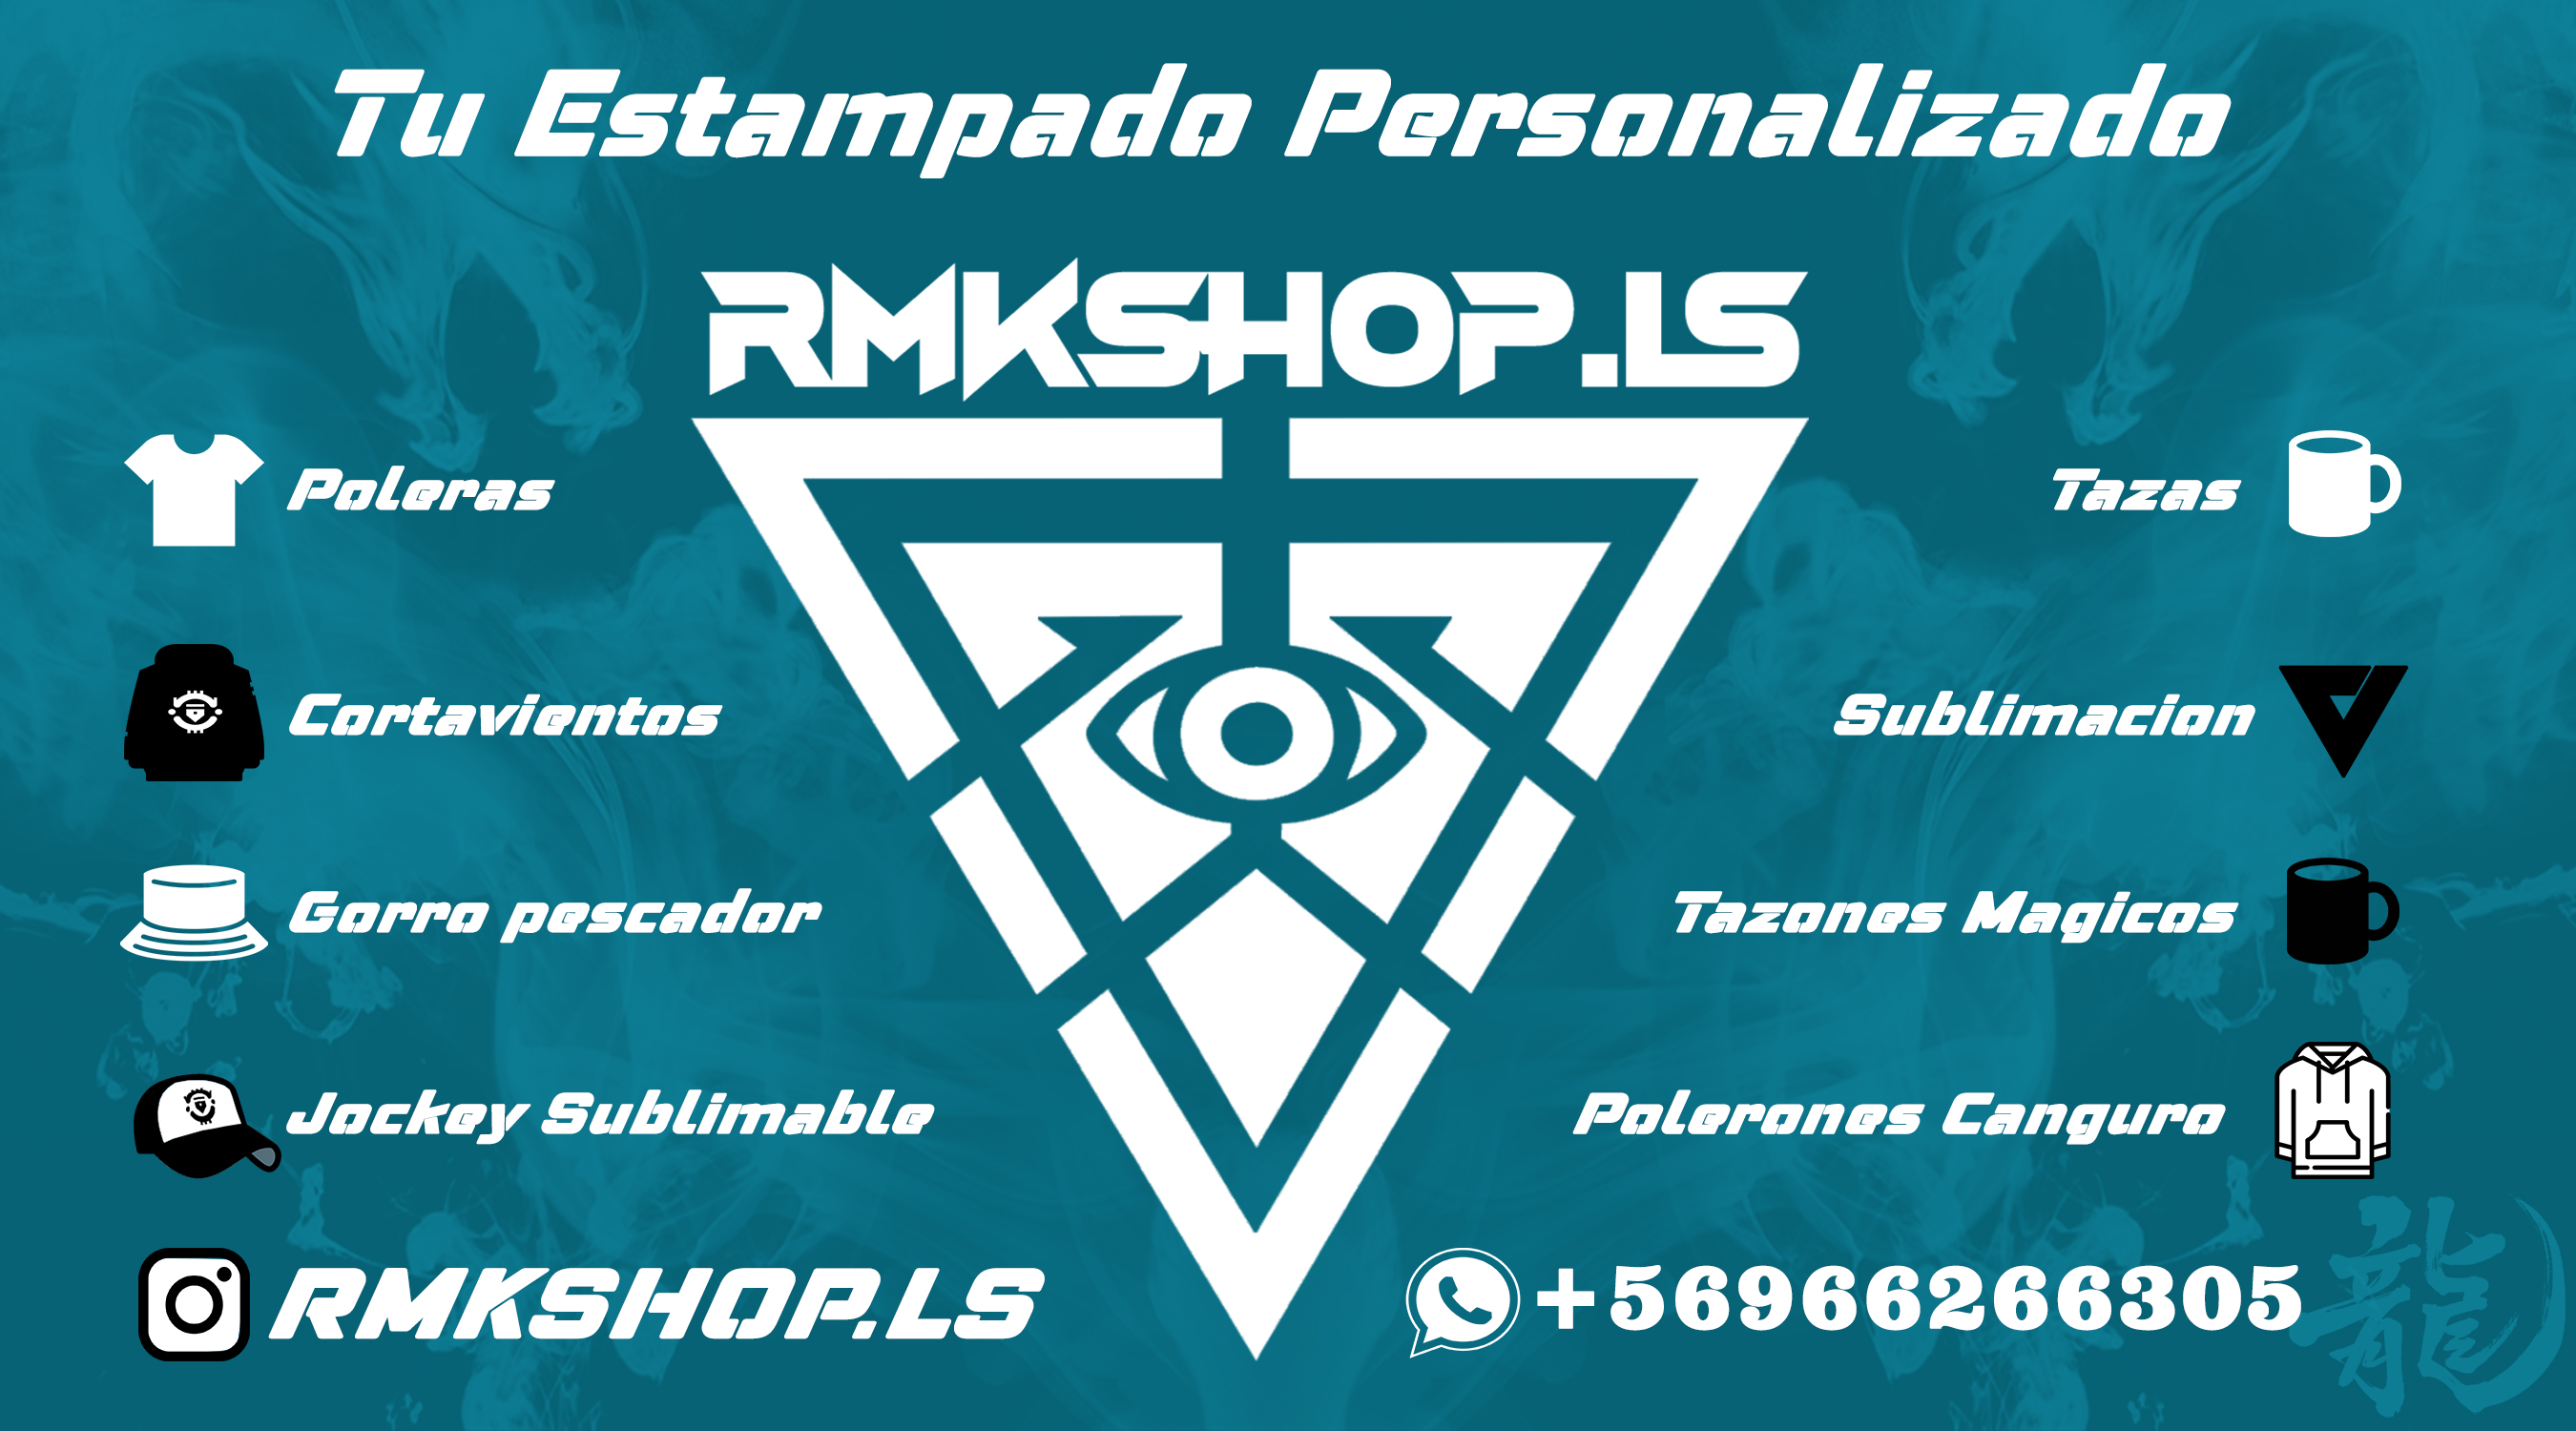 Tu Estampado Personalizado
RMKSHOP.LS
Poleras
Cortavientos
Gorro pescador
Jockey Sublimable
Tazas
Sublimacion
Tazones Magicos
Polerones Canguro
RMKSHOP.LS
+56966266305
龍